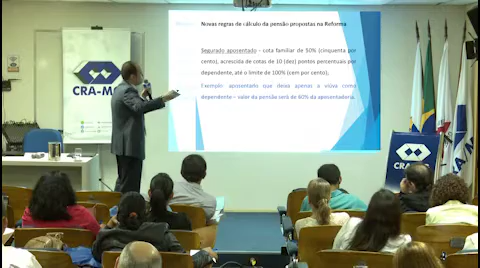 Novas regras de cálculo da pensão propostas na Reforma
Segurado aposentado - cota familiar de 50% (cinquenta por
cento), acrescida de cotas de 10 (dez) pontos percentuais por
dependente, até o limite de 100% (cem por cento),
Exemplo: aposentado que deixa apenas a viúva como
dependente – valor da pensão será de 60% da aposentadoria.
CRA-MG
CRA-M